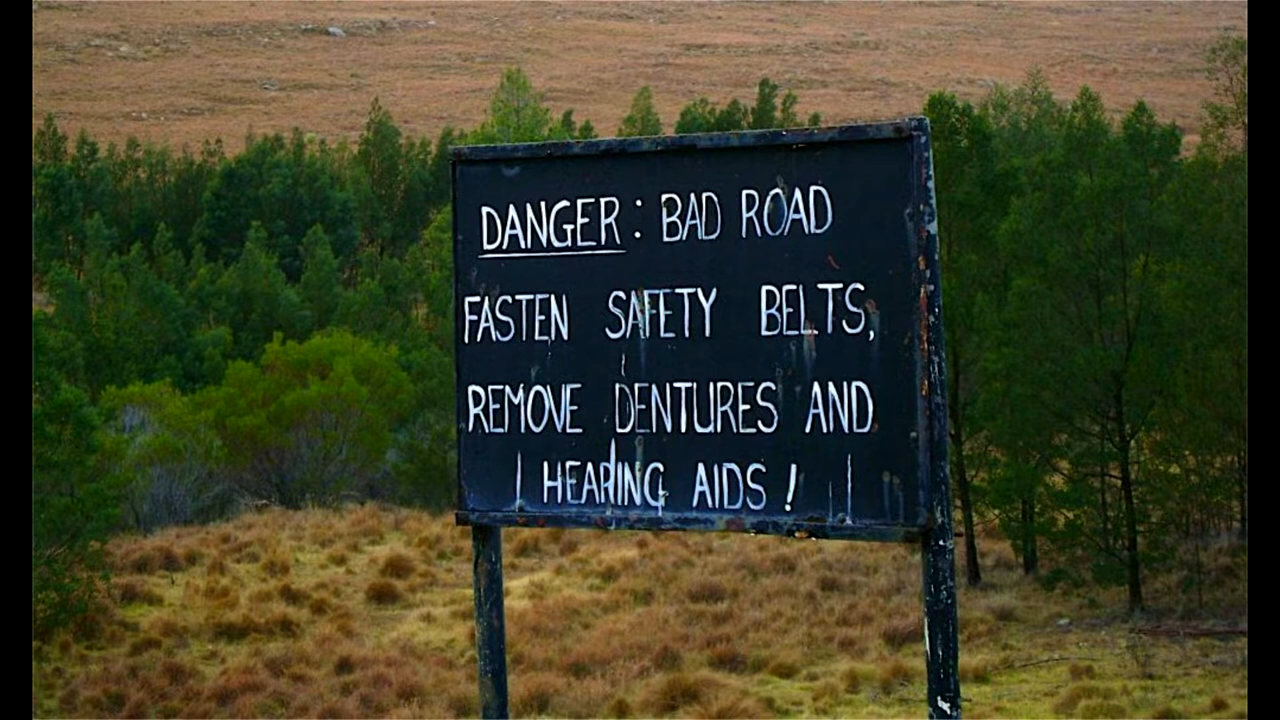 DANGER: BAD ROAD
FASTEN SAFETY BELTS,
REMOVE DENTURES AND
HEARING AIDS!